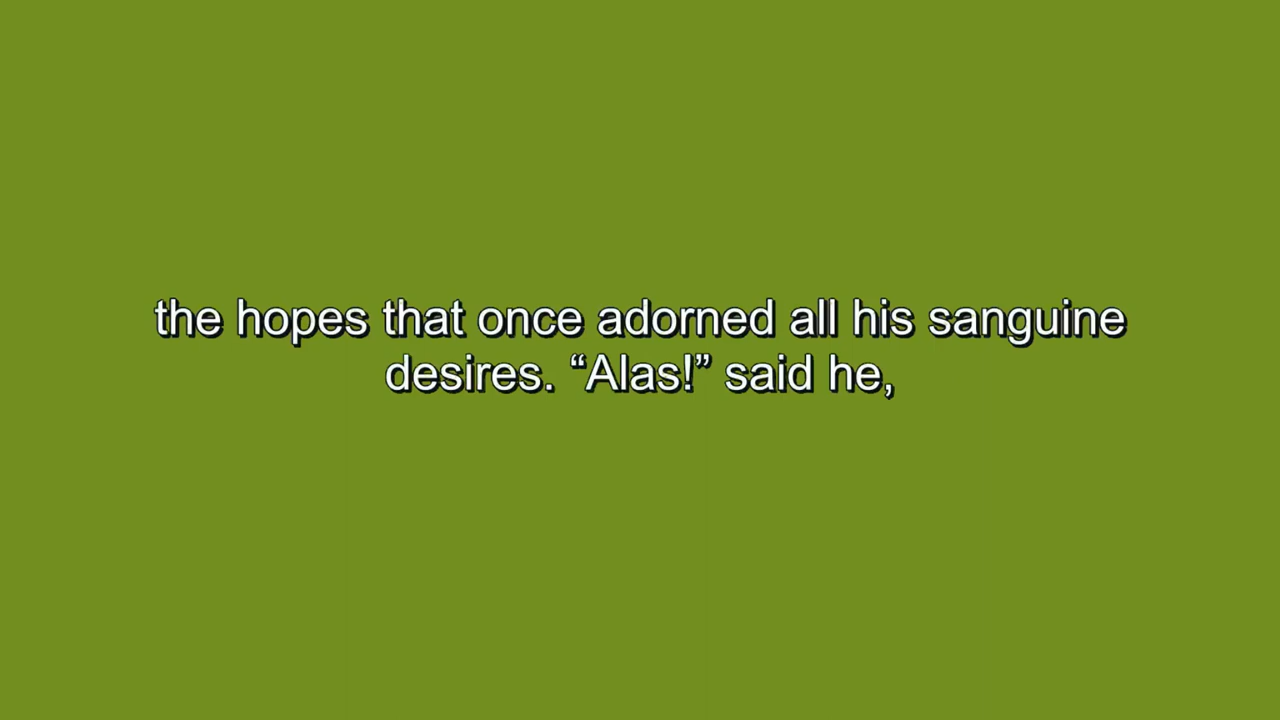 the hopes that once adorned all his sanguine
desires. “Alas!” said he,